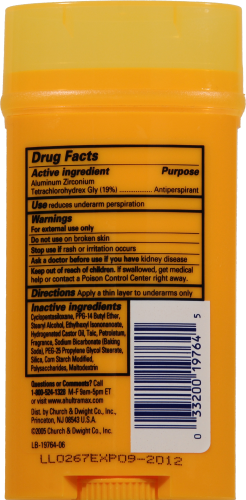 Drug Facts
Active ingredient Purpose
Aluminum Zirconium
Tetrachlorohydrex Gly (19%) .................. Antiperspirant
Use reduces underarm perspiration
Warnings
For external use only
Do not use on broken skin
Stop use if rash or irritation occurs
Ask a doctor before use if you have kidney disease
Keep out of reach of children. If swallowed, get medical
help or contact a Poison Control Center right away.
Directions Apply a thin layer to underarms only
Inactive ingredients
Cyclopentasiloxane, PPG-14 Butyl Ether,
Stearyl Alcohol, Ethylhexyl Isononanoate,
Hydrogenated Castor Oil, Talc, Petrolatum,
Fragrance, Sodium Bicarbonate (Baking
Soda), PEG-25 Propylene Glycol Stearate,
Silica, Corn Starch Modified,
Polysaccharides, Maltodextrin
Questions or Comments? Call
1-800-524-1328 M-F 9am-5pm ET
or visit www.ahultramax.com
Dist. by Church & Dwight Co., Inc.,
Princeton, NJ 08543 U.S.A.
©2005 Church & Dwight Co., Inc.
LB-19764-06
0 33200 19764 5
LL0267EXP09-2012